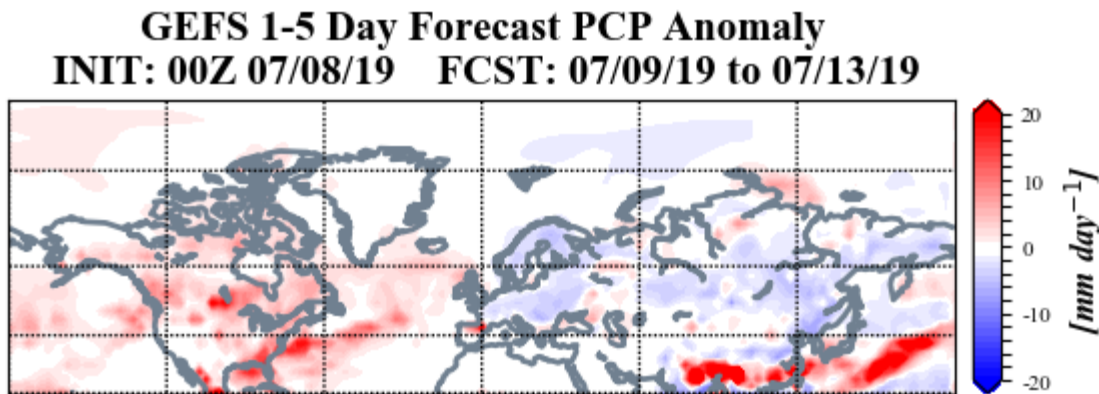 GEFS 1-5 Day Forecast PCP Anomaly
INIT: 00Z 07/08/19 FCST: 07/09/19 to 07/13/19
20
10
0
-10
-20
[mm day−1]